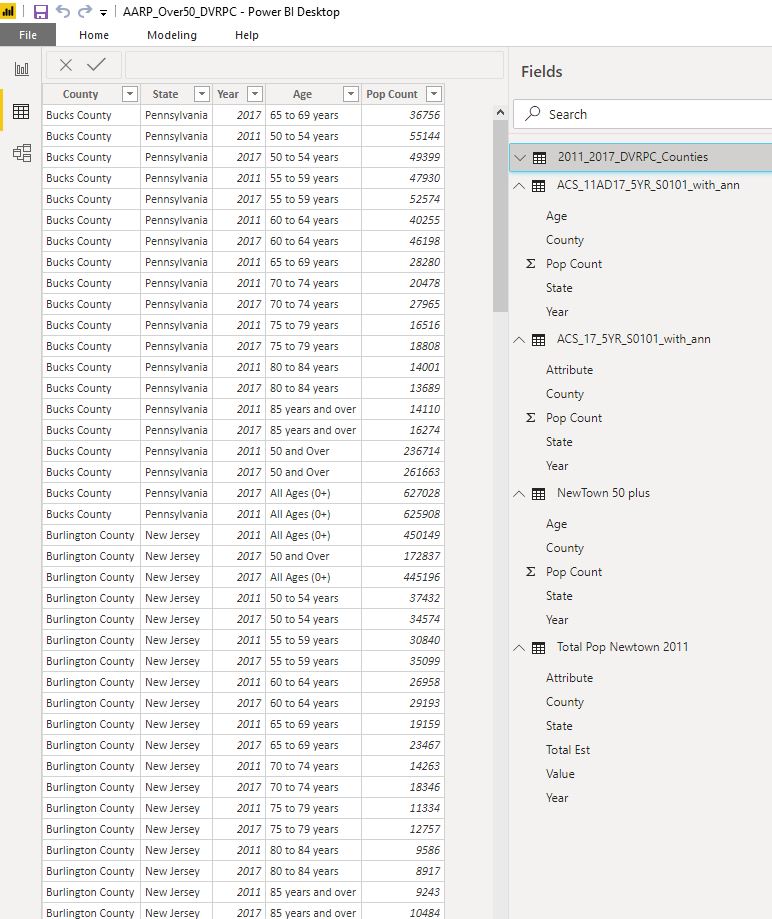 AARP_Over50_DVRPC - Power BI Desktop
File Home Modeling Help
County State Year Age Pop Count
Bucks County Pennsylvania 2017 65 to 69 years 36756
Bucks County Pennsylvania 2011 50 to 54 years 55144
Bucks County Pennsylvania 2017 50 to 54 years 49399
Bucks County Pennsylvania 2011 55 to 59 years 47930
Bucks County Pennsylvania 2017 55 to 59 years 52574
Bucks County Pennsylvania 2011 60 to 64 years 40255
Bucks County Pennsylvania 2017 60 to 64 years 46198
Bucks County Pennsylvania 2011 65 to 69 years 28280
Bucks County Pennsylvania 2011 70 to 74 years 20478
Bucks County Pennsylvania 2017 70 to 74 years 27965
Bucks County Pennsylvania 2011 75 to 79 years 16516
Bucks County Pennsylvania 2017 75 to 79 years 18808
Bucks County Pennsylvania 2011 80 to 84 years 14001
Bucks County Pennsylvania 2017 80 to 84 years 13689
Bucks County Pennsylvania 2011 85 years and over 14110
Bucks County Pennsylvania 2017 85 years and over 16274
Bucks County Pennsylvania 2011 50 and Over 236714
Bucks County Pennsylvania 2017 50 and Over 261663
Bucks County Pennsylvania 2017 All Ages (0+) 627028
Bucks County Pennsylvania 2011 All Ages (0+) 625908
Burlington County New Jersey 2011 All Ages (0+) 450149
Burlington County New Jersey 2017 50 and Over 172837
Burlington County New Jersey 2017 All Ages (0+) 445196
Burlington County New Jersey 2011 50 to 54 years 37432
Burlington County New Jersey 2017 50 to 54 years 34574
Burlington County New Jersey 2011 55 to 59 years 30840
Burlington County New Jersey 2017 55 to 59 years 35099
Burlington County New Jersey 2011 60 to 64 years 26958
Burlington County New Jersey 2017 60 to 64 years 29193
Burlington County New Jersey 2011 65 to 69 years 19159
Burlington County New Jersey 2017 65 to 69 years 23467
Burlington County New Jersey 2011 70 to 74 years 14263
Burlington County New Jersey 2017 70 to 74 years 18346
Burlington County New Jersey 2011 75 to 79 years 11334
Burlington County New Jersey 2017 75 to 79 years 12757
Burlington County New Jersey 2011 80 to 84 years 9586
Burlington County New Jersey 2017 80 to 84 years 8917
Burlington County New Jersey 2011 85 years and over 9243
Burlington County New Jersey 2017 85 years and over 10484
Fields
Search
2011_2017_DVRPC_Counties
ACS_11AD17_5YR_S0101_with_ann
Age
County
Σ Pop Count
State
Year
ACS_17_5YR_S0101_with_ann
Attribute
County
Σ Pop Count
State
Year
NewTown 50 plus
Age
County
Σ Pop Count
State
Year
Total Pop Newtown 2011
Attribute
County
State
Total Est
Value
Year